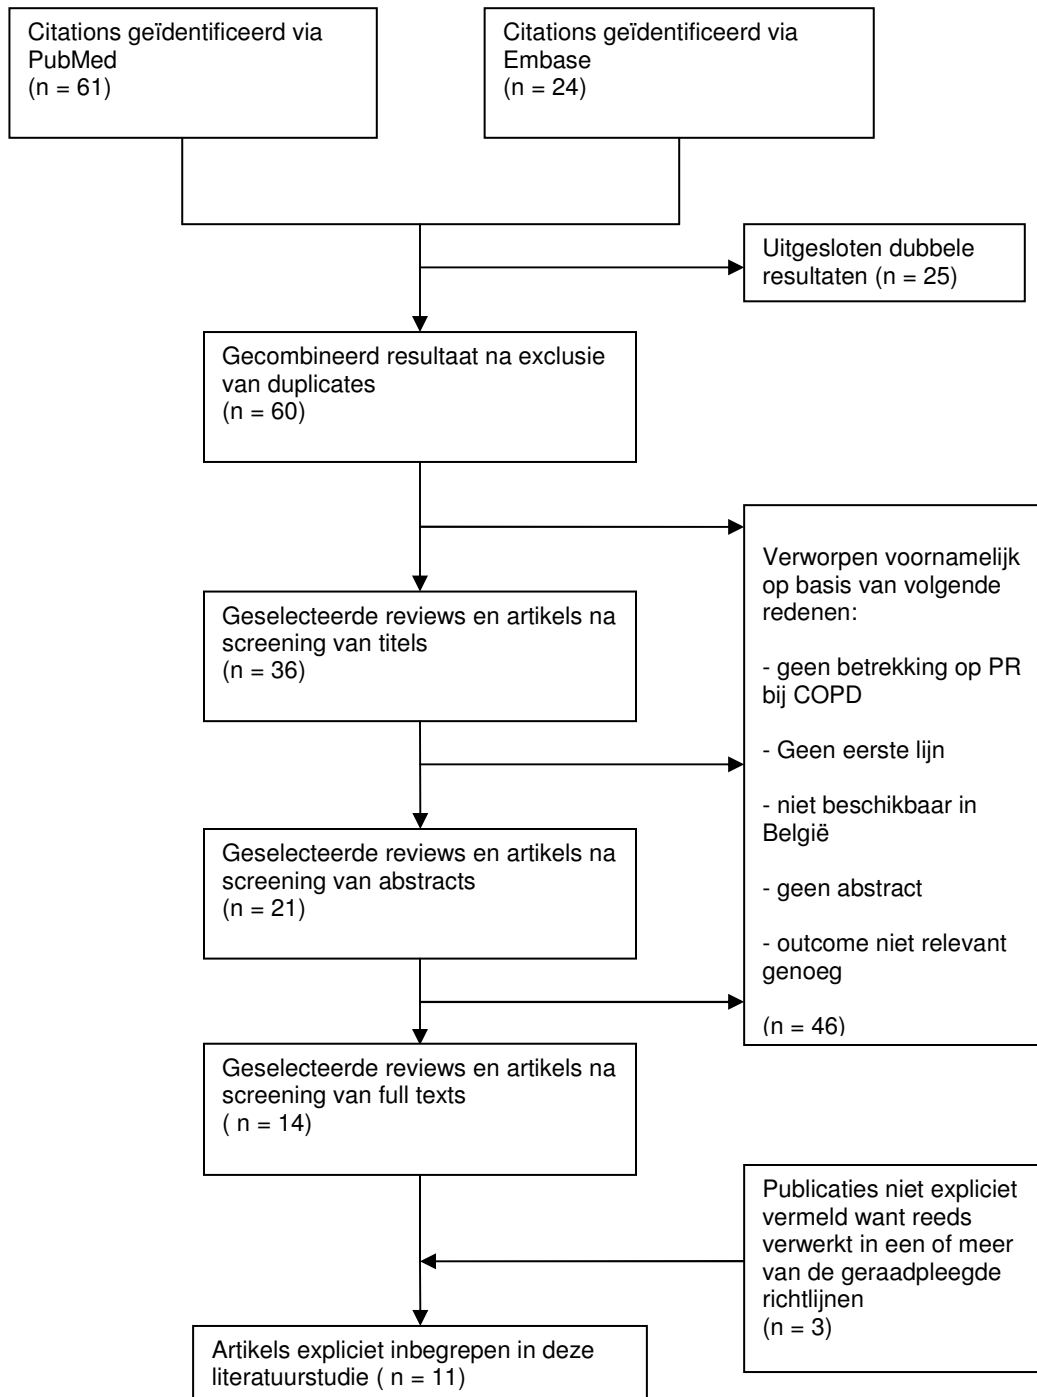 Citations geïdentificeerd via
PubMed
(n = 61)
Citations geïdentificeerd via
Embase
(n = 24)
Uitgesloten dubbele
resultaten (n = 25)
Gecombineerd resultaat na exclusie
van duplicates
(n = 60)
Geselecteerde reviews en artikels na
screening van titels
(n = 36)
Verworpen voornamelijk
op basis van volgende
redenen:
- geen betrekking op PR
bij COPD
- Geen eerste lijn
- niet beschikbaar in
België
- geen abstract
- outcome niet relevant
genoeg
(n = 46)
Geselecteerde reviews en artikels na
screening van abstracts
(n = 21)
Geselecteerde reviews en artikels na
screening van full texts
( n = 14)
Publicaties niet expliciet
vermeld want reeds
verwerkt in een of meer
van de geraadpleegde
richtlijnen
(n = 3)
Artikels expliciet inbegrepen in deze
literatuurstudie ( n = 11)